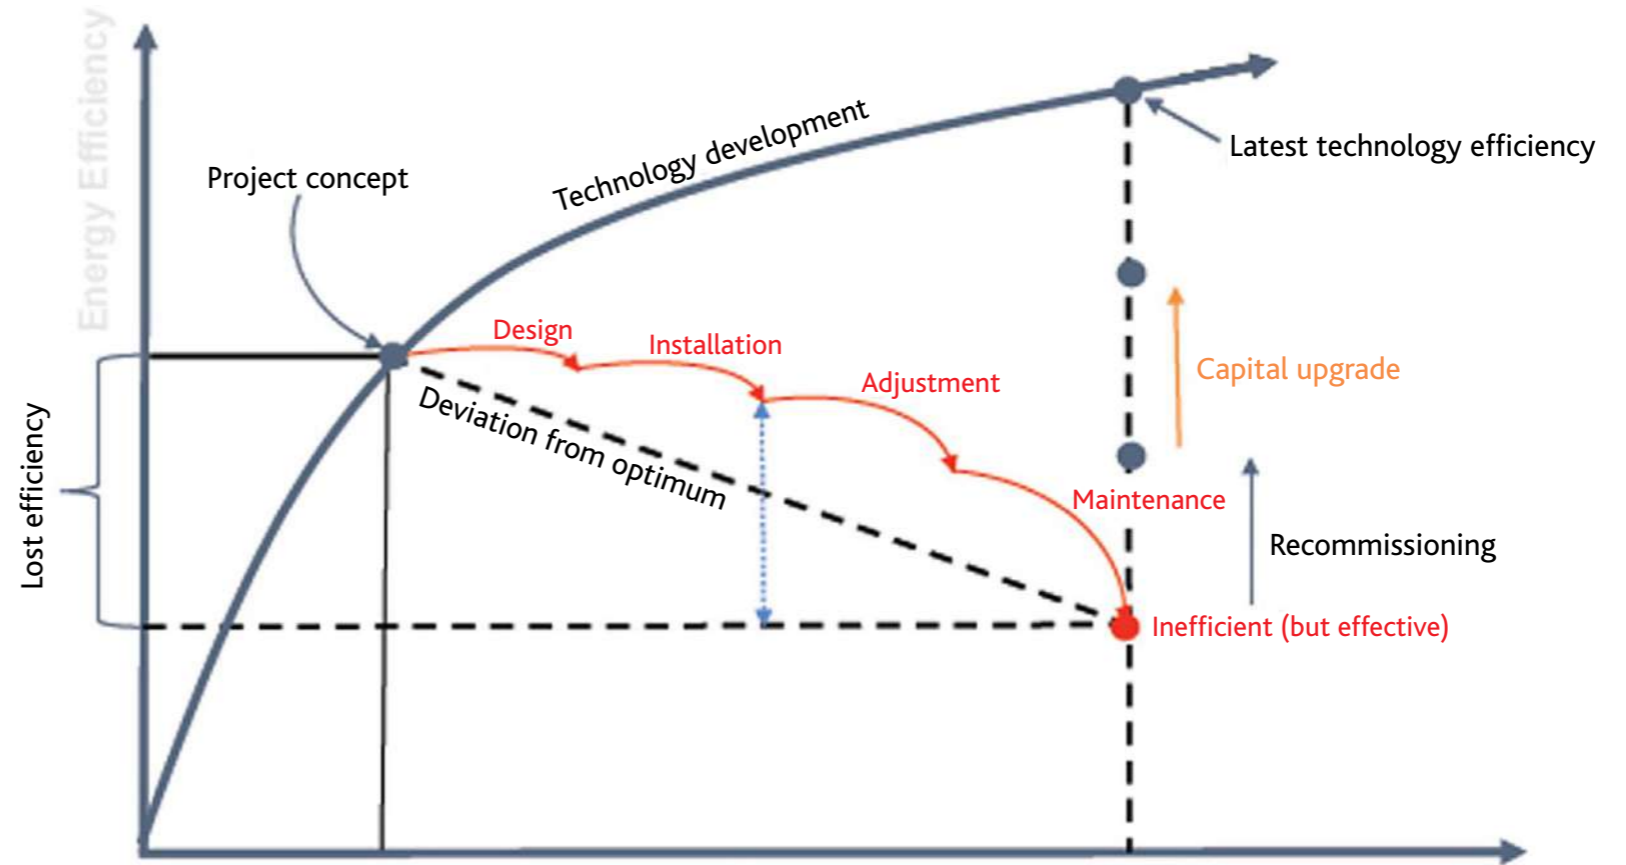 Energy Efficiency
Technology development
Latest technology efficiency
Project concept
Design
Installation
Capital upgrade
Adjustment
Deviation from optimum
Lost efficiency
Maintenance
Recommissioning
Inefficient (but effective)